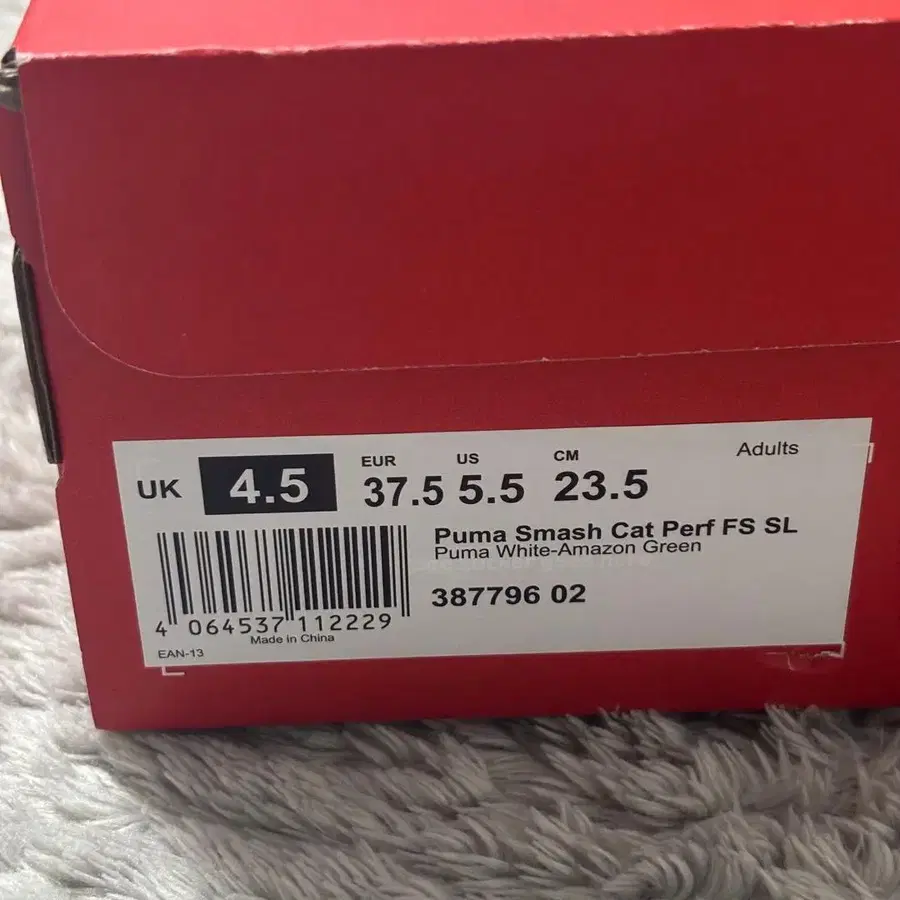 Adults
UK 4.5 EUR 37.5 US 5.5 CM 23.5
Puma Smash Cat Perf FS SL
Puma White-Amazon Green
387796 02
4 064537 112229
Made in China
EAN-13